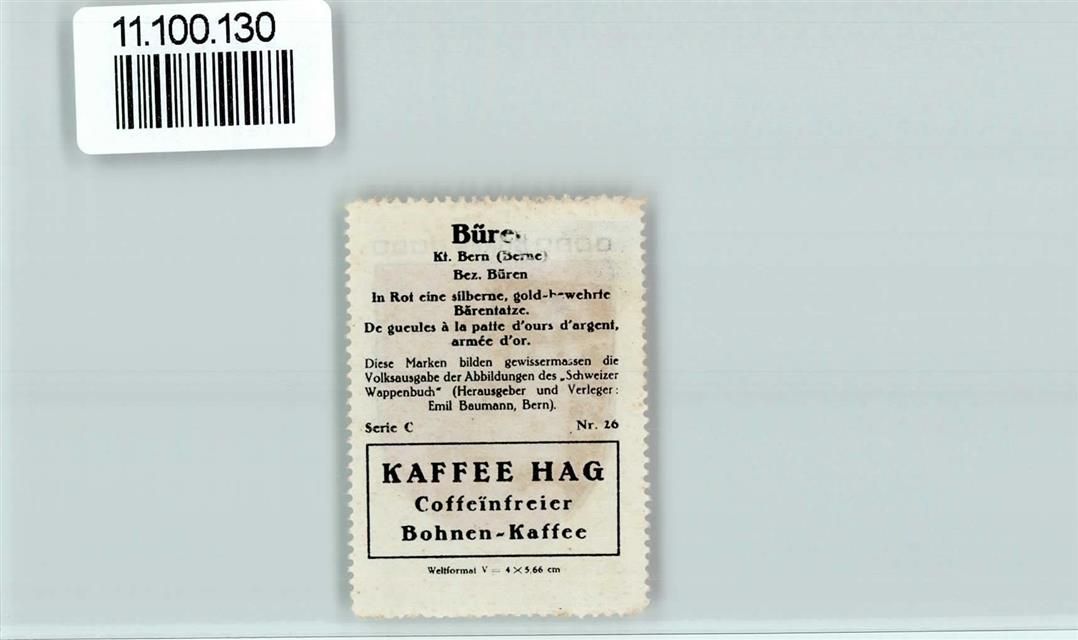 11.100.130
Büren
Kt. Bern (Berne)
Bez. Büren
In Rot eine silberne, gold-bewehrte
Bärentatze.
De gueules à la patte d'ours d'argent,
armée d'or.
Diese Marken bilden gewissermassen die
Volksausgabe der Abbildungen des „Schweizer
Wappenbuch“ (Herausgeber und Verleger:
Emil Baumann, Bern).
Serie C Nr. 26
KAFFEE HAG
Coffeïnfreier
Bohnen-Kaffee
Weltformat V = 4 × 5,66 cm